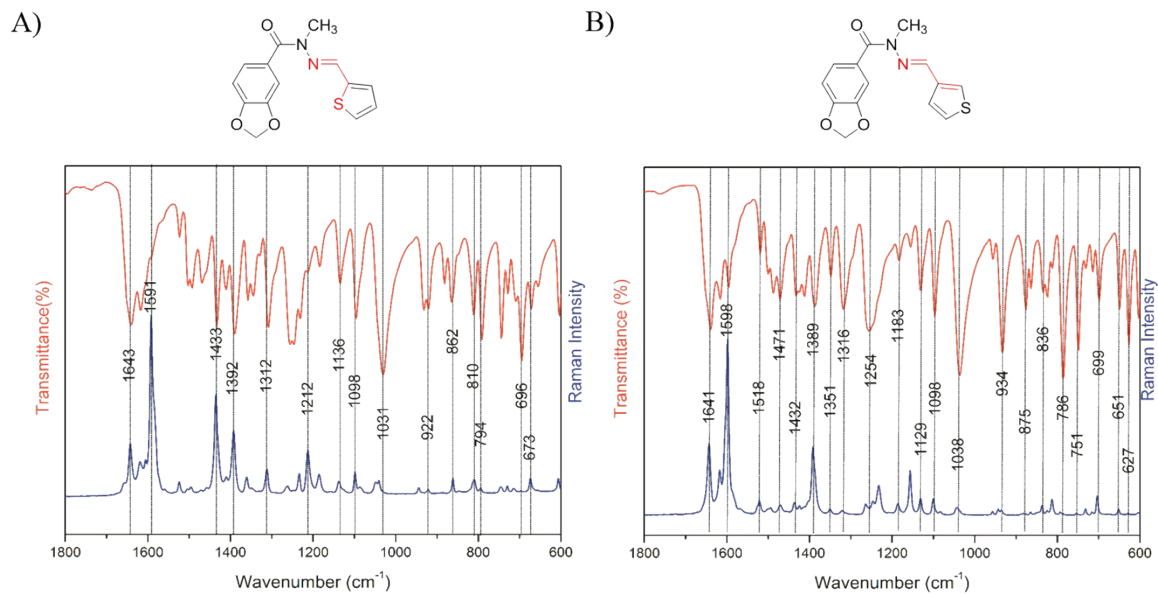 A)
O
CH3
N
N
S
O
O
Transmittance(%)
Raman Intensity
1643
1591
1433
1392
1312
1212
1136
1098
1031
922
862
810
794
696
673
1800
1600
1400
1200
1000
800
600
Wavenumber (cm-1)
B)
O
CH3
N
N
S
O
O
Transmittance (%)
Raman Intensity
1641
1598
1518
1471
1432
1389
1351
1316
1254
1183
1129
1098
1038
934
875
836
786
751
699
651
627
1800
1600
1400
1200
1000
800
600
Wavenumber (cm-1)